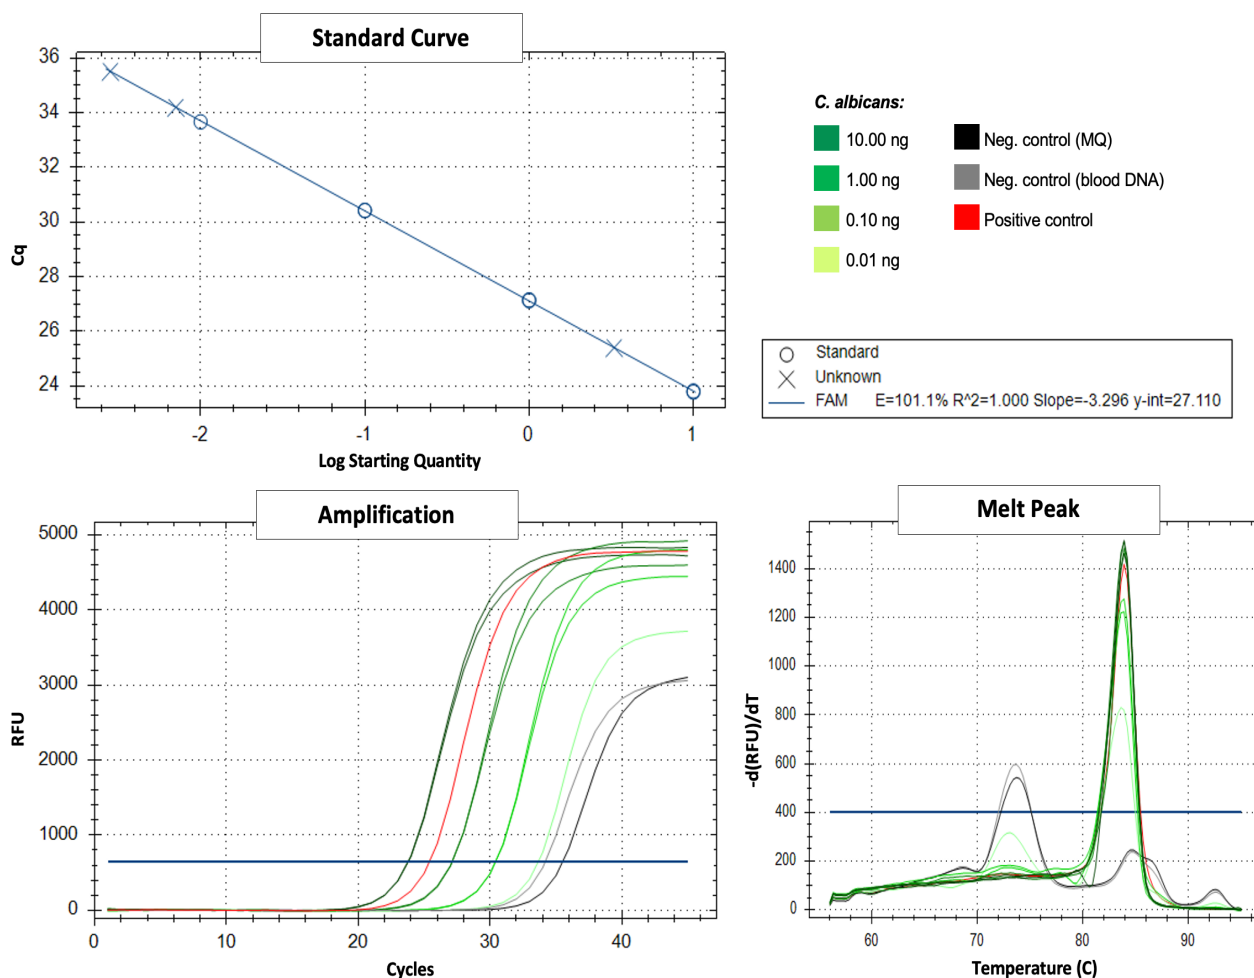 Standard Curve
36
34
32
30
28
26
24
Cq
-2
-1
0
1
Log Starting Quantity
C. albicans:
10.00 ng
1.00 ng
0.10 ng
0.01 ng
Neg. control (MQ)
Neg. control (blood DNA)
Positive control
Standard
Unknown
FAM E=101.1% R^2=1.000 Slope=-3.296 y-int=27.110
Amplification
5000
4000
3000
2000
1000
0
RFU
0
10
20
30
40
Cycles
Melt Peak
1400
1200
1000
800
600
400
200
0
-d(RFU)/dT
60
70
80
90
Temperature (C)